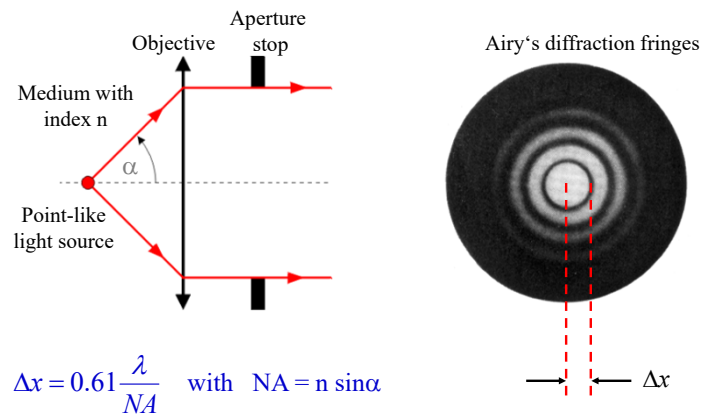 Aperture
stop
Objective
Airy‘s diffraction fringes
Medium with
index n
α
Point-like
light source
Δx = 0.61 λ/NA with NA = n sinα
Δx